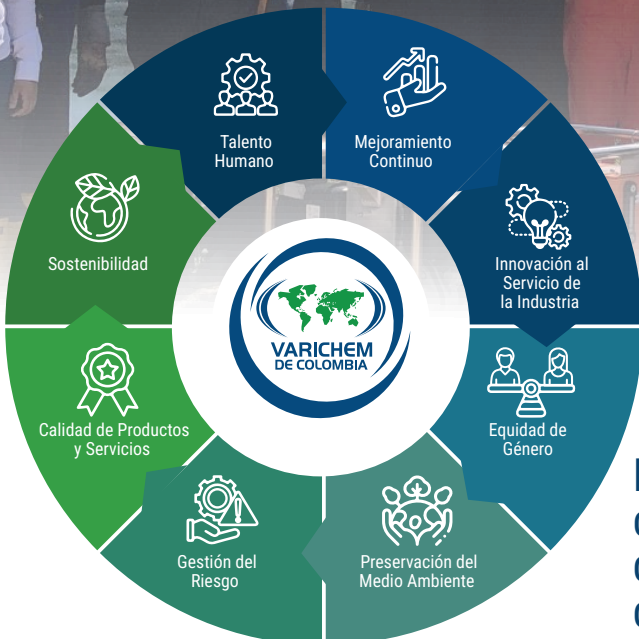 Talento
Humano
Mejoramiento
Continuo
Innovación al
Servicio de
la Industria
Equidad de
Género
Preservación del
Medio Ambiente
Gestión del
Riesgo
Calidad de Productos
y Servicios
Sostenibilidad
VARICHEM
DE COLOMBIA